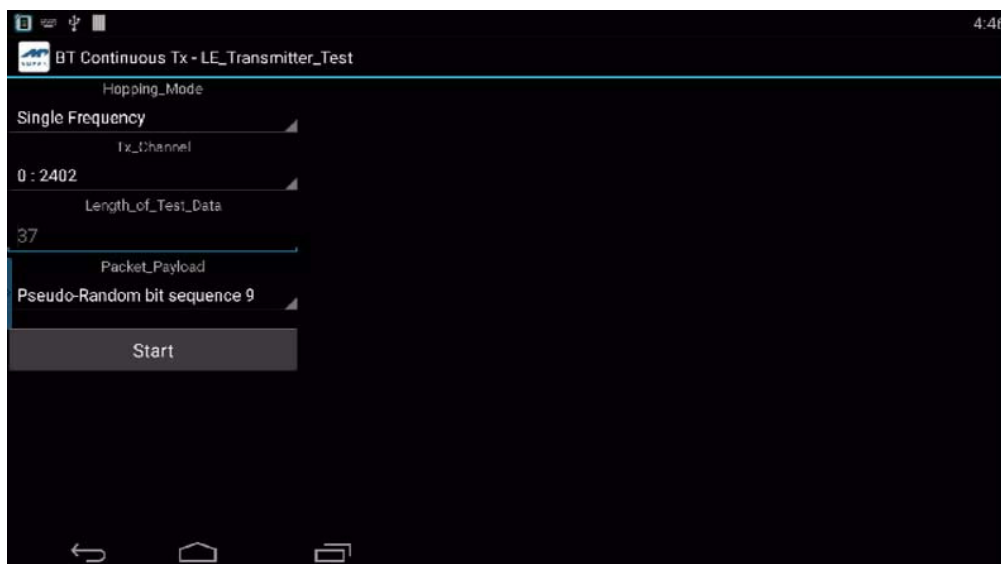 4:46
BT Continuous Tx - LE_Transmitter_Test
Hopping_Mode
Single Frequency
Tx_Channel
0 : 2402
Length_of_Test_Data
37
Packet_Payload
Pseudo-Random bit sequence 9
Start